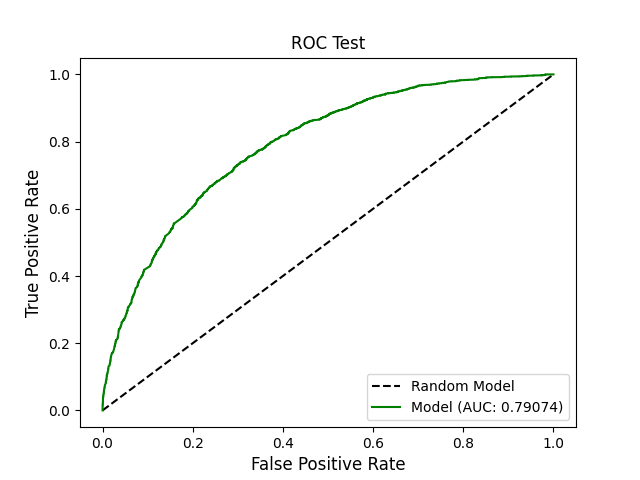 ROC Test
True Positive Rate
1.0
0.8
0.6
0.4
0.2
0.0
Random Model
Model (AUC: 0.79074)
0.0 0.2 0.4 0.6 0.8 1.0
False Positive Rate